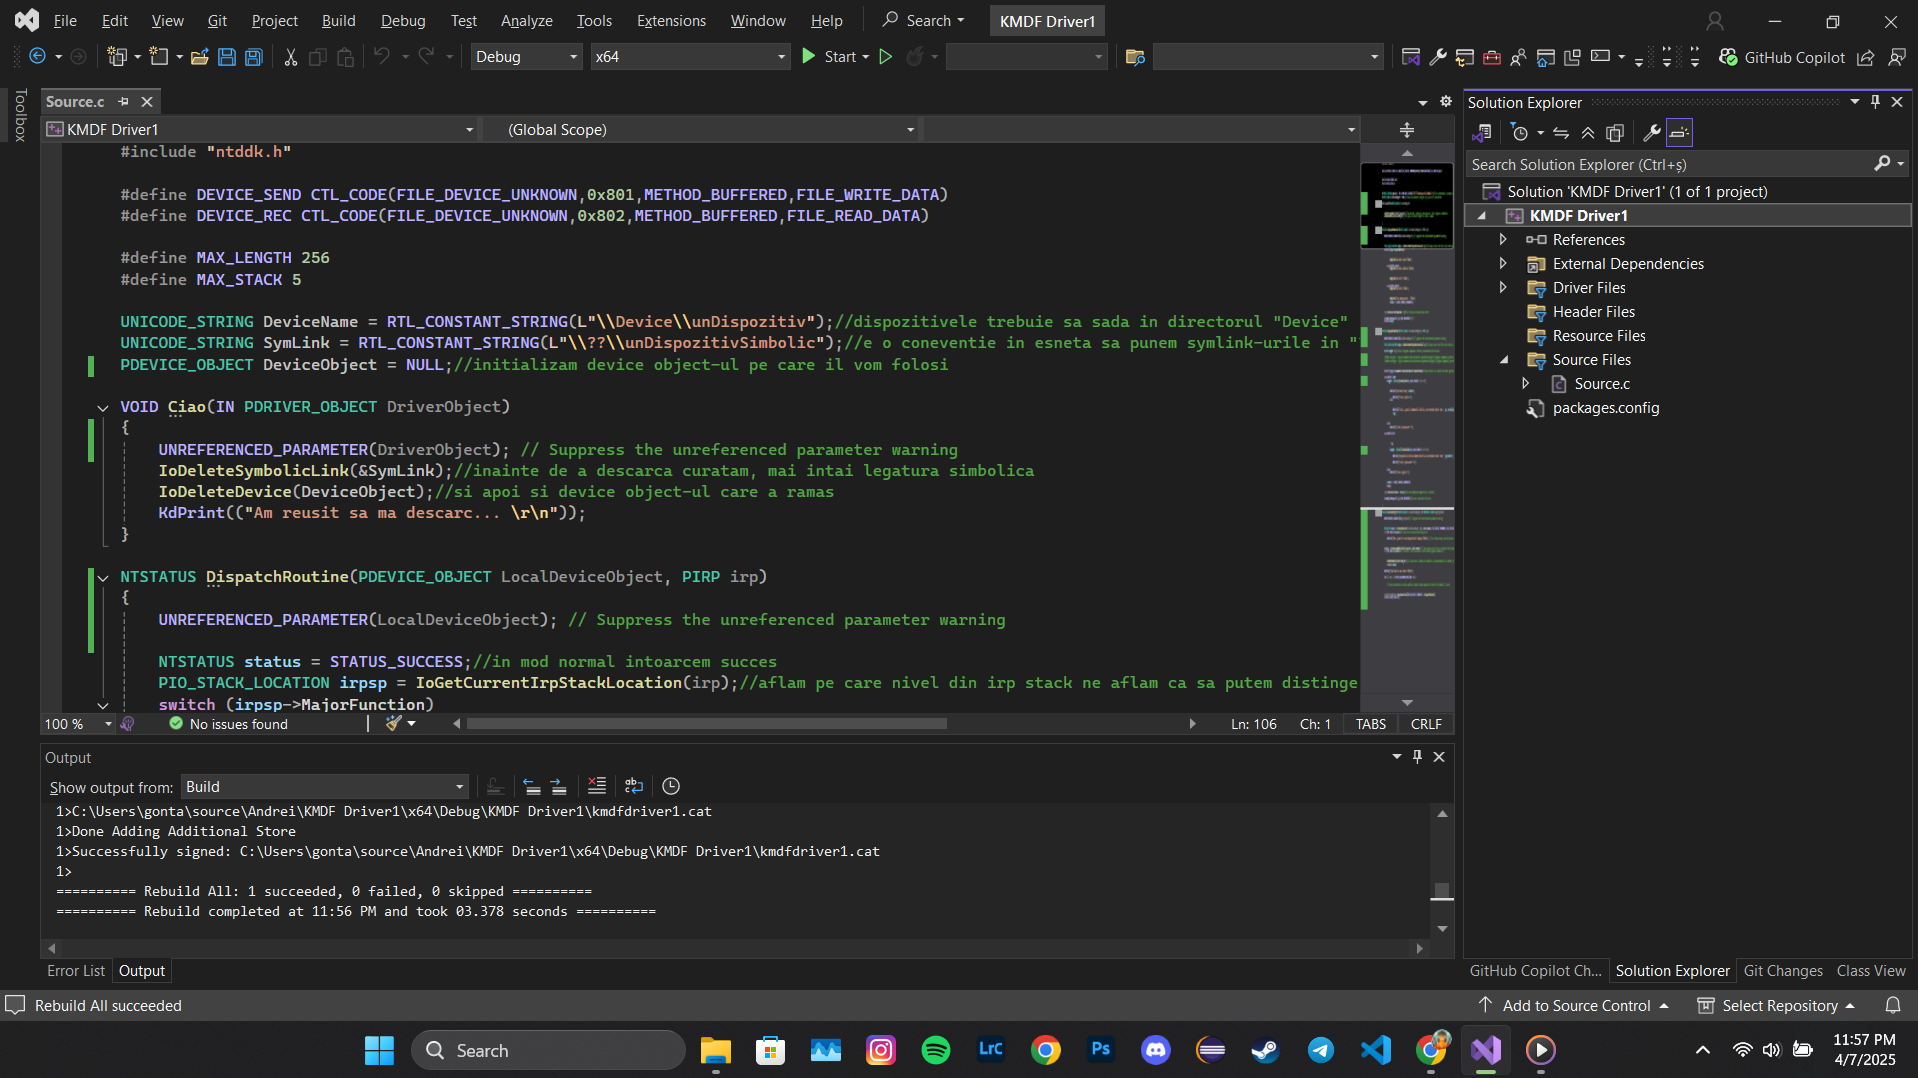 File Edit View Git Project Build Debug Test Analyze Tools Extensions Window Help Search KMDF Driver1
Debug x64 Start GitHub Copilot
Toolbox
Source.c
KMDF Driver1 (Global Scope)
#include "ntddk.h"
#define DEVICE_SEND CTL_CODE(FILE_DEVICE_UNKNOWN,0x801,METHOD_BUFFERED,FILE_WRITE_DATA)
#define DEVICE_REC CTL_CODE(FILE_DEVICE_UNKNOWN,0x802,METHOD_BUFFERED,FILE_READ_DATA)
#define MAX_LENGTH 256
#define MAX_STACK 5
UNICODE_STRING DeviceName = RTL_CONSTANT_STRING(L"\\Device\\unDispozitiv");//dispozitivele trebuie sa sada in directorul "Device"
UNICODE_STRING SymLink = RTL_CONSTANT_STRING(L"\\??\\unDispozitivSimbolic");//e o coneventie in esneta sa punem symlink-urile in "
PDEVICE_OBJECT DeviceObject = NULL;//initializam device object-ul pe care il vom folosi
VOID Ciao(IN PDRIVER_OBJECT DriverObject)
{
UNREFERENCED_PARAMETER(DriverObject); // Suppress the unreferenced parameter warning
IoDeleteSymbolicLink(&SymLink);//inainte de a descarca curatam, mai intai legatura simbolica
IoDeleteDevice(DeviceObject);//si apoi si device object-ul care a ramas
KdPrint(("Am reusit sa ma descarc... \r\n"));
}
NTSTATUS DispatchRoutine(PDEVICE_OBJECT LocalDeviceObject, PIRP irp)
{
UNREFERENCED_PARAMETER(LocalDeviceObject); // Suppress the unreferenced parameter warning
NTSTATUS status = STATUS_SUCCESS;//in mod normal intoarcem succes
PIO_STACK_LOCATION irpsp = IoGetCurrentIrpStackLocation(irp);//aflam pe care nivel din irp stack ne aflam ca sa putem distinge
switch (irpsp->MajorFunction)
100 % No issues found Ln: 106 Ch: 1 TABS CRLF
Output
Show output from: Build
1>C:\Users\gonta\source\Andrei\KMDF Driver1\x64\Debug\KMDF Driver1\kmdfdriver1.cat
1>Done Adding Additional Store
1>Successfully signed: C:\Users\gonta\source\Andrei\KMDF Driver1\x64\Debug\KMDF Driver1\kmdfdriver1.cat
1>
========== Rebuild All: 1 succeeded, 0 failed, 0 skipped ==========
========== Rebuild completed at 11:56 PM and took 03.378 seconds ==========
Error List Output
Solution Explorer
Search Solution Explorer (Ctrl+ș)
Solution 'KMDF Driver1' (1 of 1 project)
KMDF Driver1
References
External Dependencies
Driver Files
Header Files
Resource Files
Source Files
Source.c
packages.config
GitHub Copilot Ch... Solution Explorer Git Changes Class View
Rebuild All succeeded Add to Source Control Select Repository
Search LrC Ps
11:57 PM
4/7/2025